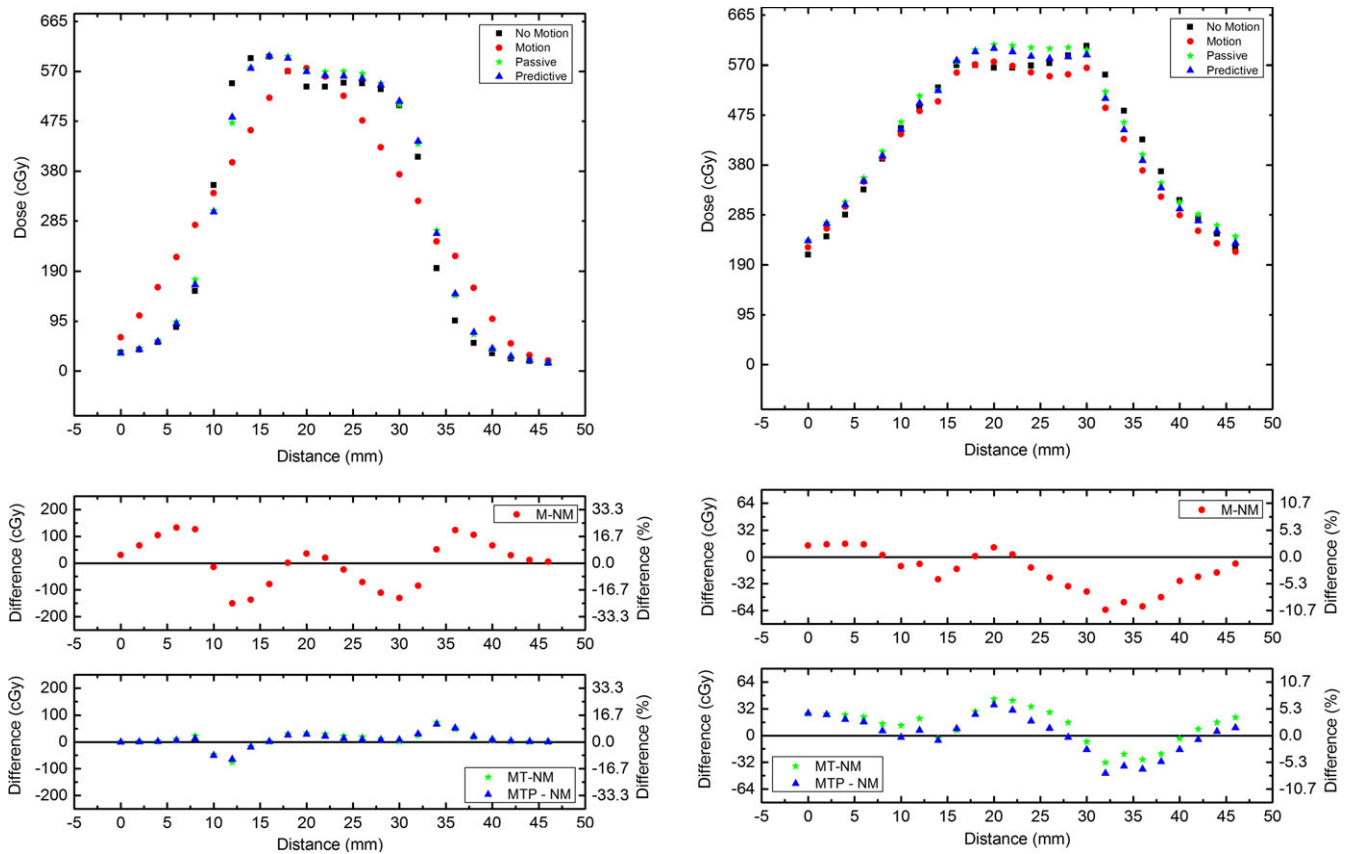 665
570
475
380
285
190
95
0
Dose (cGy)
No Motion
Motion
Passive
Predictive
-5 0 5 10 15 20 25 30 35 40 45 50
Distance (mm)
200
100
0
-100
-200
Difference (cGy)
M-NM
33.3
16.7
0.0
-16.7
-33.3
Difference (%)
-5 0 5 10 15 20 25 30 35 40 45 50
200
100
0
-100
-200
Difference (cGy)
MT-NM
MTP - NM
33.3
16.7
0.0
-16.7
-33.3
Difference (%)
-5 0 5 10 15 20 25 30 35 40 45 50
Distance (mm)
665
570
475
380
285
190
95
0
Dose (cGy)
No Motion
Motion
Passive
Predictive
-5 0 5 10 15 20 25 30 35 40 45 50
Distance (mm)
64
32
0
-32
-64
Difference (cGy)
M-NM
10.7
5.3
0.0
-5.3
-10.7
Difference (%)
-5 0 5 10 15 20 25 30 35 40 45 50
64
32
0
-32
-64
Difference (cGy)
MT-NM
MTP - NM
10.7
5.3
0.0
-5.3
-10.7
Difference (%)
-5 0 5 10 15 20 25 30 35 40 45 50
Distance (mm)